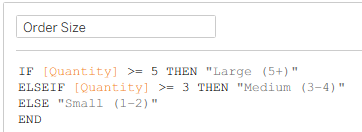 Order Size
IF [Quantity] >= 5 THEN "Large (5+)"
ELSEIF [Quantity] >= 3 THEN "Medium (3-4)"
ELSE "Small (1-2)"
END